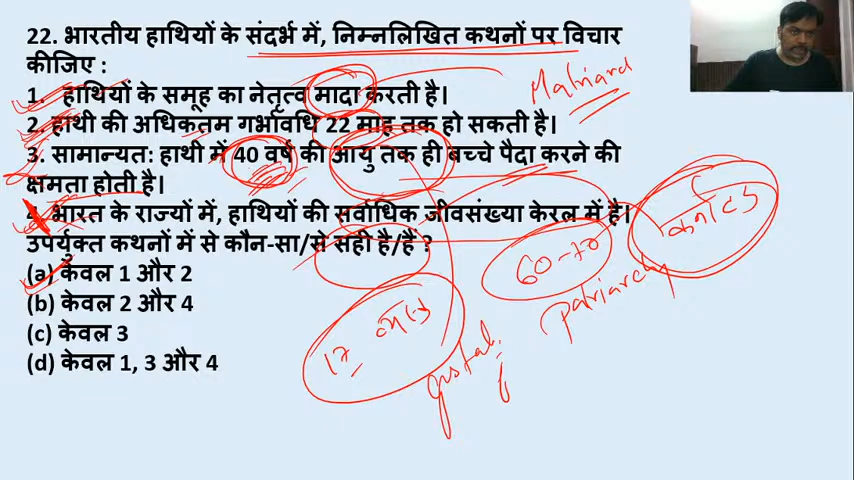 22. भारतीय हाथियों के संदर्भ में, निम्नलिखित कथनों पर विचार
कीजिए :
1. हाथियों के समूह का नेतृत्व मादा करती है।
2. हाथी की अधिकतम गर्भावधि 22 माह तक हो सकती है।
3. सामान्यतः हाथी में 40 वर्ष की आयु तक ही बच्चे पैदा करने की
क्षमता होती है।
4. भारत के राज्यों में, हाथियों की सर्वाधिक जीवसंख्या केरल में है।
उपर्युक्त कथनों में से कौन-सा/से सही है/हैं ?
(a) केवल 1 और 2
(b) केवल 2 और 4
(c) केवल 3
(d) केवल 1, 3 और 4
60-70
Patriarchy